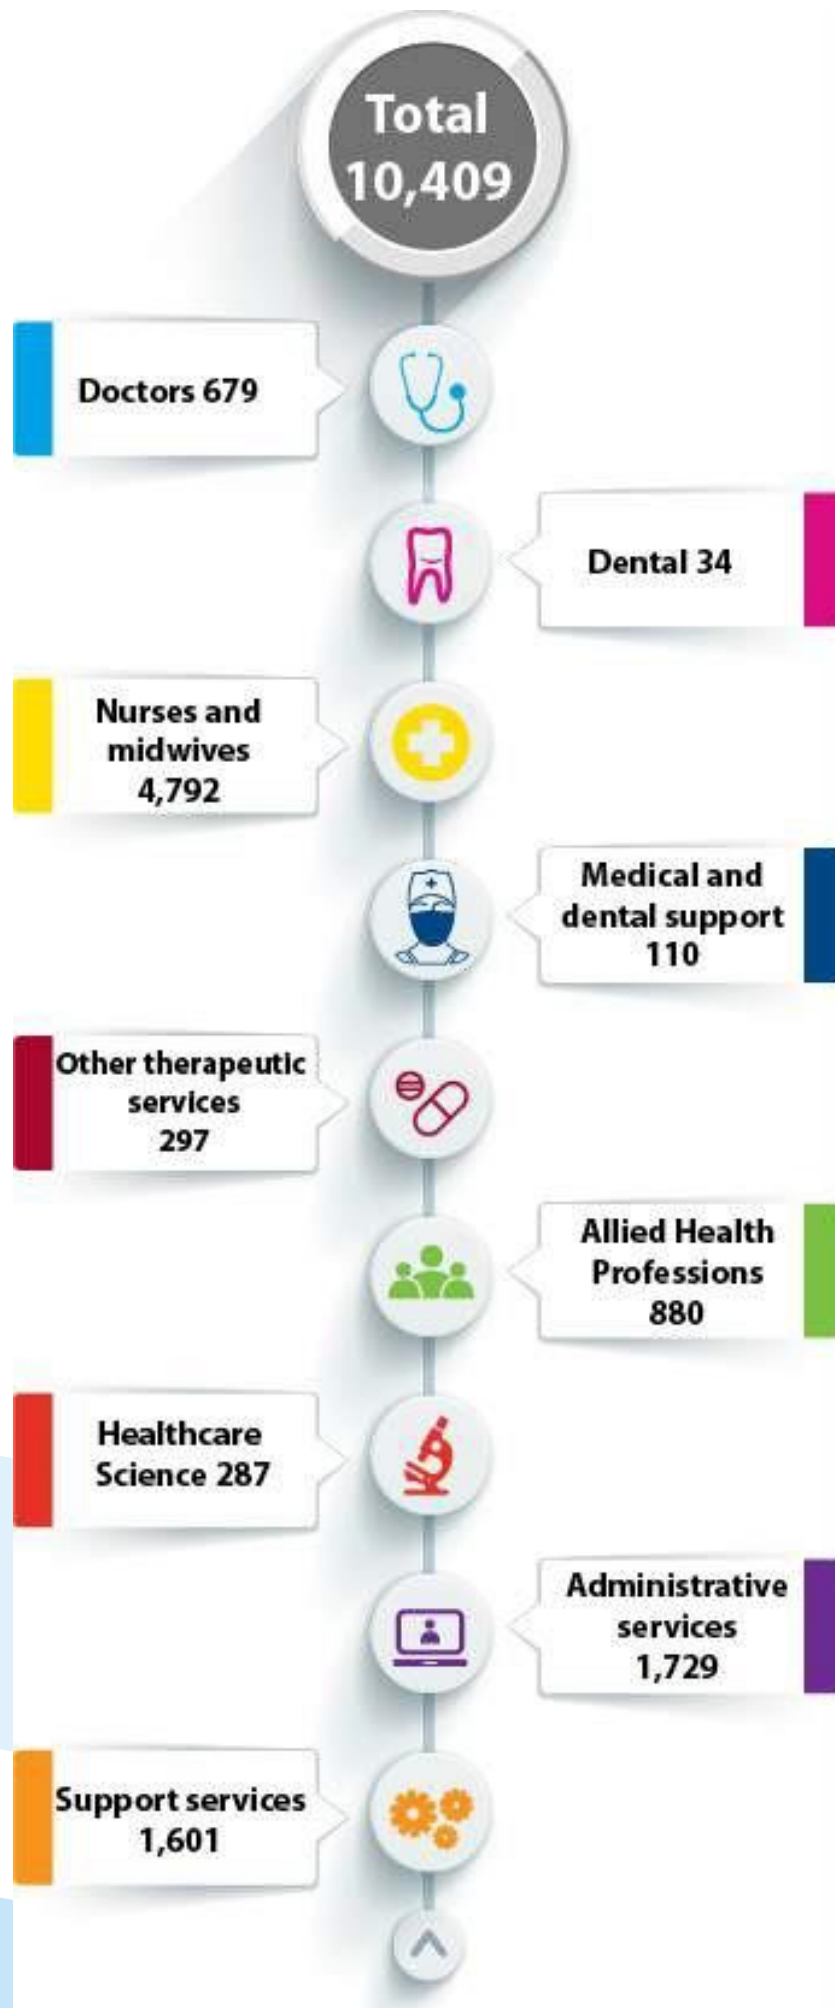 Total
10,409
Doctors 679
Dental 34
Nurses and
midwives
4,792
Medical and
dental support
110
Other therapeutic
services
297
Allied Health
Professions
880
Healthcare
Science 287
Administrative
services
1,729
Support services
1,601